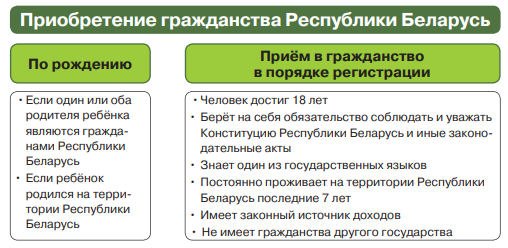 Приобретение гражданства Республики Беларусь
По рождению
Приём в гражданство
в порядке регистрации
• Если один или оба
родителя ребёнка
являются гражда-
нами Республики
Беларусь
• Если ребёнок
родился на терри-
тории Республики
Беларусь
• Человек достиг 18 лет
• Берёт на себя обязательство соблюдать и уважать
Конституцию Республики Беларусь и иные законо-
дательные акты
• Знает один из государственных языков
• Постоянно проживает на территории Республики
Беларусь последние 7 лет
• Имеет законный источник доходов
• Не имеет гражданства другого государства